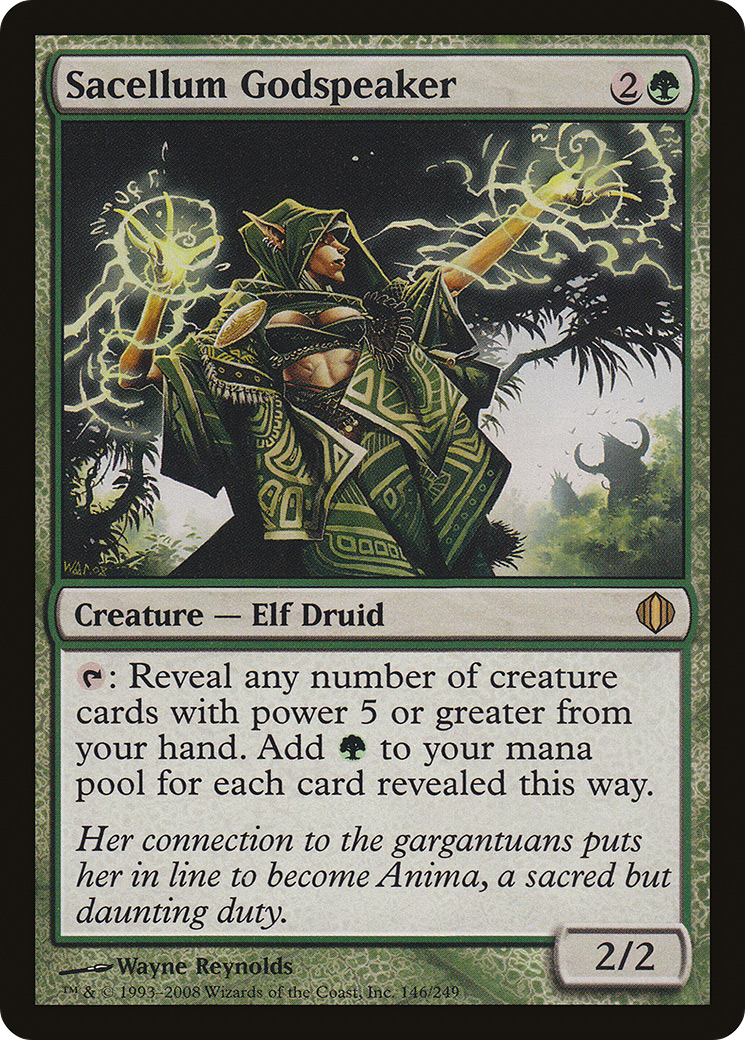 Sacellum Godspeaker 2
Creature — Elf Druid
: Reveal any number of creature
cards with power 5 or greater from
your hand. Add to your mana
pool for each card revealed this way.
Her connection to the gargantuans puts
her in line to become Anima, a sacred but
daunting duty.
2/2
Wayne Reynolds
™ & © 1993–2008 Wizards of the Coast, Inc. 146/249